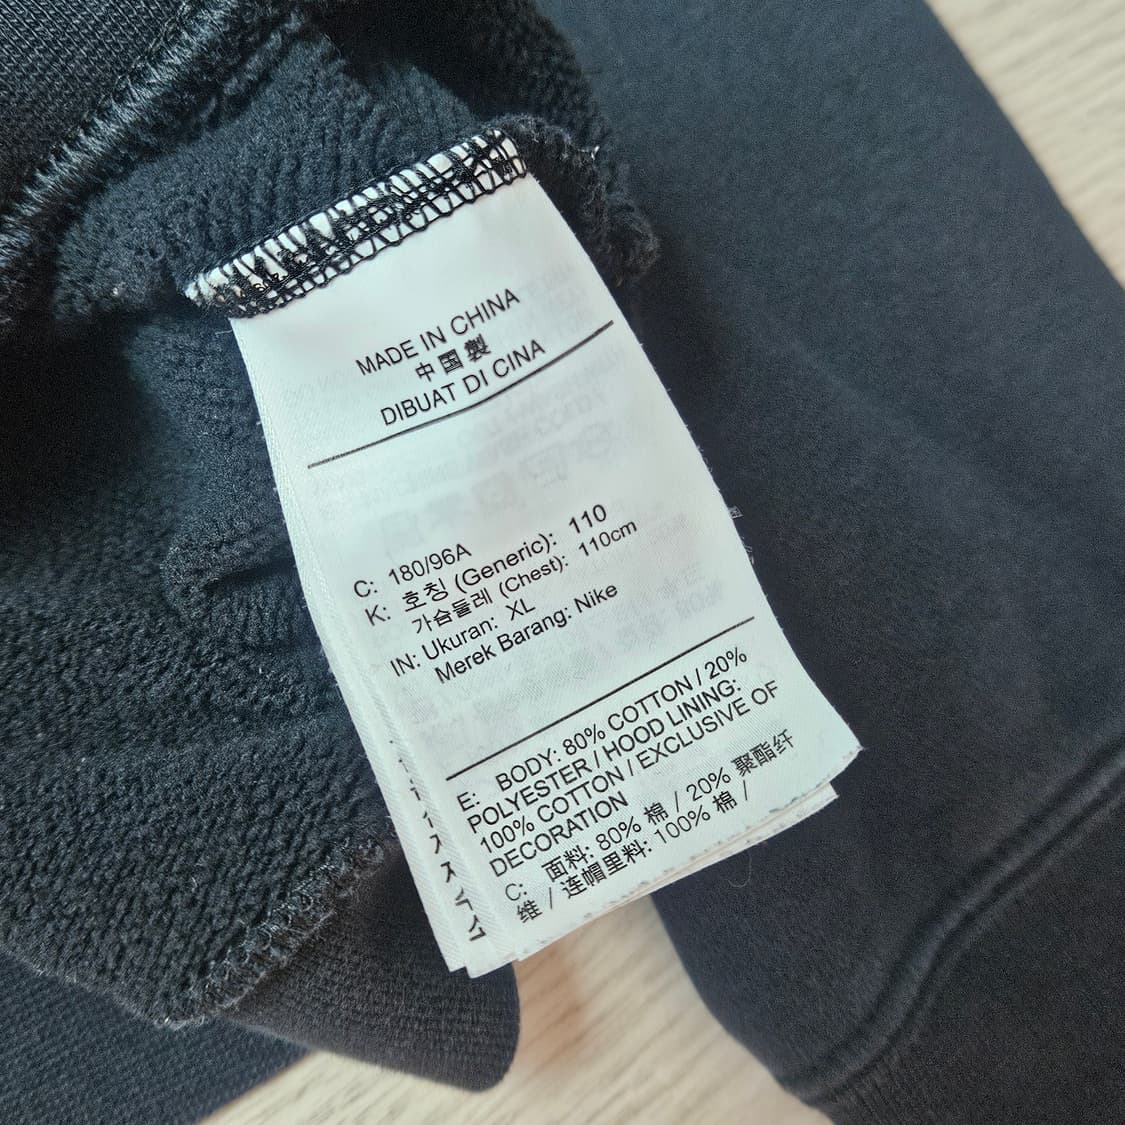 MADE IN CHINA
中国製
DIBUAT DI CINA
C: 180/96A
K: 호칭 (Generic): 110
가슴둘레 (Chest): 110cm
IN: Ukuran: XL
Merek Barang: Nike
E: BODY: 80% COTTON / 20%
POLYESTER / HOOD LINING:
100% COTTON / EXCLUSIVE OF
DECORATION
C: 面料: 80% 棉 / 20% 聚酯纤
维 / 连帽里料: 100% 棉 /